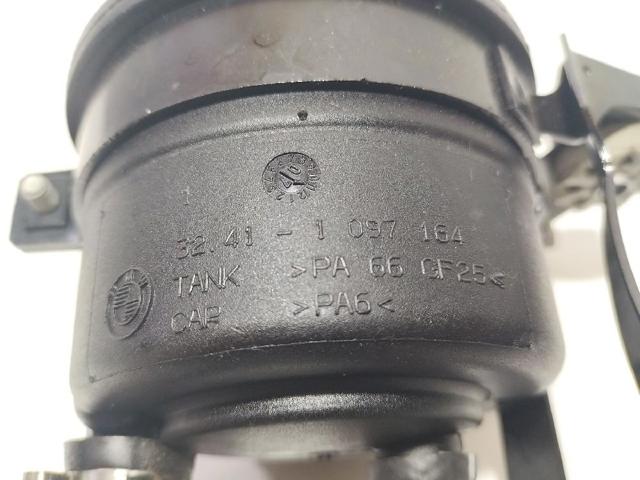 1
32.41 - 1 097 164
TANK >PA 66 GF25<
CAP >PA6<